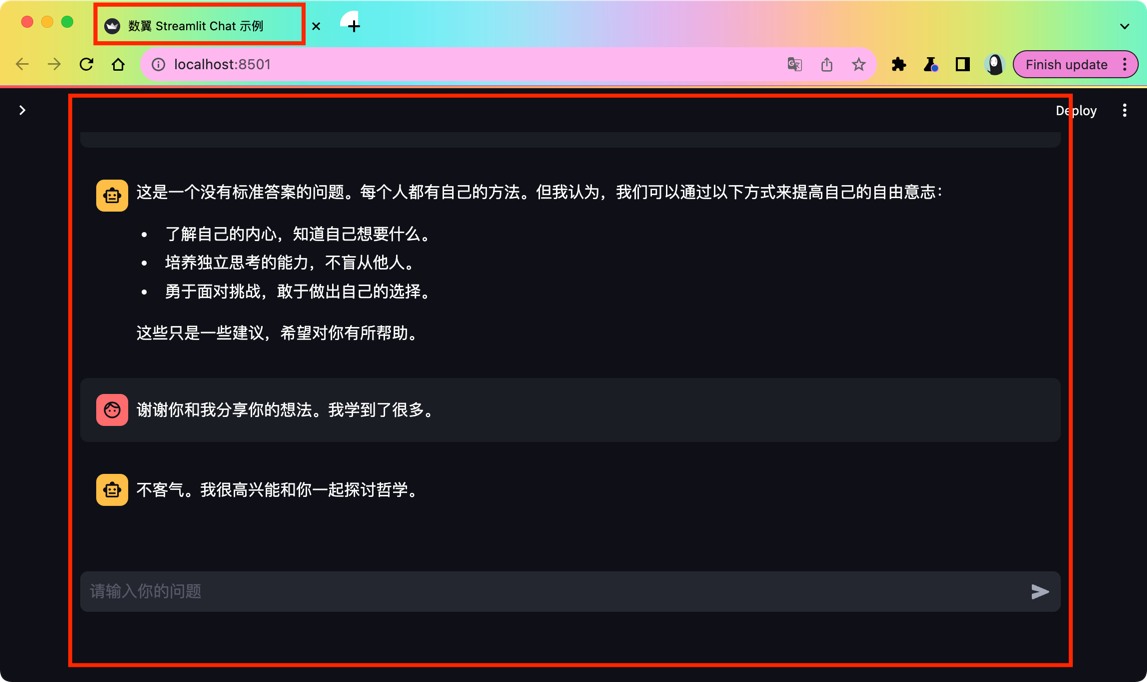 数翼 Streamlit Chat 示例
localhost:8501
Finish update
Deploy
这是一个没有标准答案的问题。每个人都有自己的方法。但我认为，我们可以通过以下方式来提高自己的自由意志：
• 了解自己的内心，知道自己想要什么。
• 培养独立思考的能力，不盲从他人。
• 勇于面对挑战，敢于做出自己的选择。
这些只是一些建议，希望对你有所帮助。
谢谢你和我分享你的想法。我学到了很多。
不客气。我很高兴能和你一起探讨哲学。
请输入你的问题